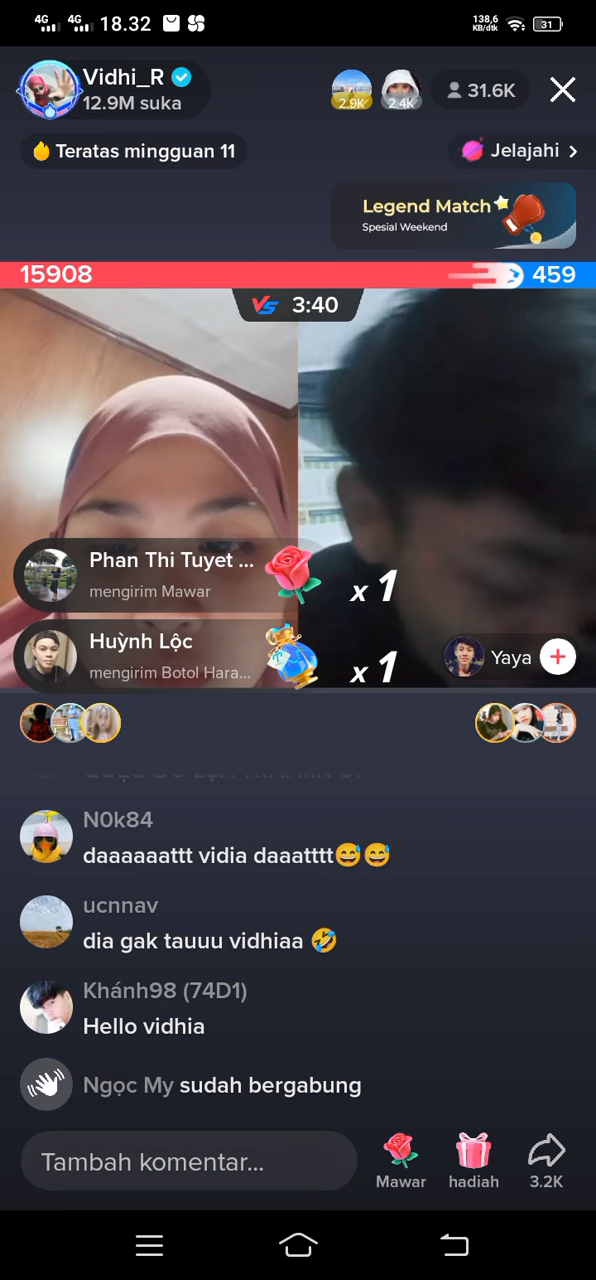 4G 4G 18.32 138,6 KB/dtk 31
Vidhi_R
12.9M suka
2.9K 2.4K 31.6K
Teratas mingguan 11
Jelajahi >
Legend Match
Spesial Weekend
15908 459
VS 3:40
Phan Thi Tuyet ...
mengirim Mawar
x 1
Huỳnh Lộc
mengirim Botol Hara...
x 1
Yaya +
N0k84
daaaaaattt vidia daaatttt😅😅
ucnnav
dia gak tauuu vidhiaa 🤣
Khánh98 (74D1)
Hello vidhia
Ngọc My sudah bergabung
Tambah komentar...
Mawar hadiah 3.2K